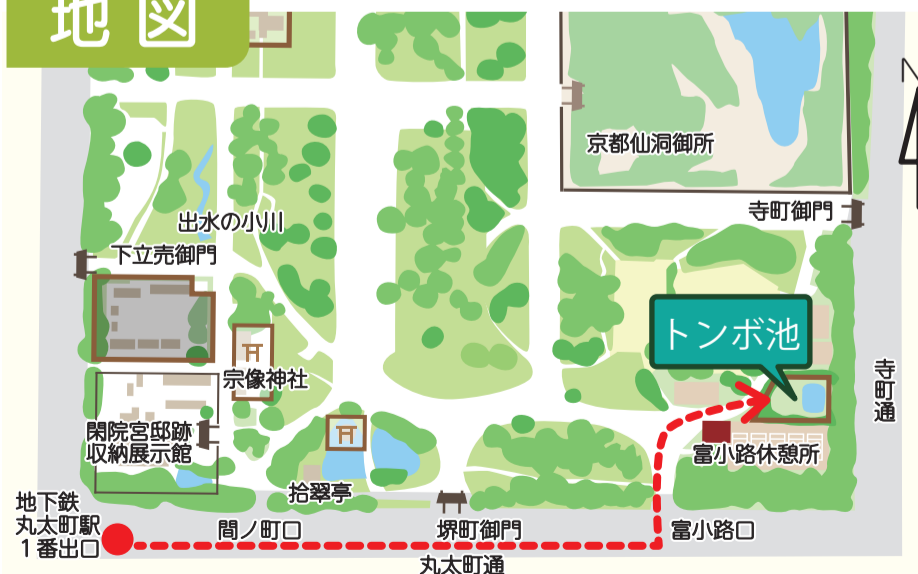 地図
N
京都仙洞御所
寺町御門
出水の小川
下立売御門
トンボ池
寺町通
宗像神社
閑院宮邸跡
収納展示館
富小路休憩所
拾翠亭
地下鉄
丸太町駅
1番出口
間ノ町口
堺町御門
富小路口
丸太町通